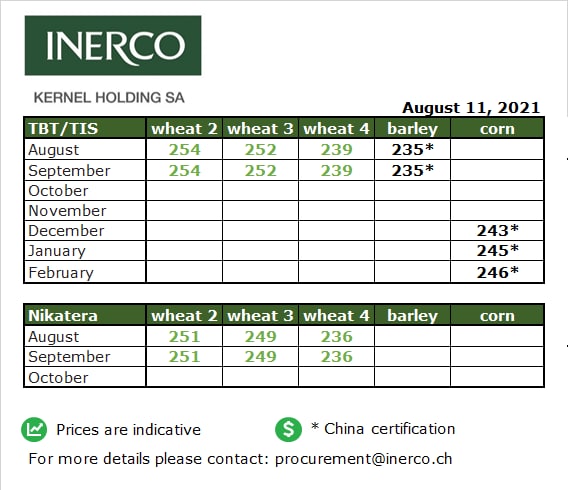 INERCO
KERNEL HOLDING SA
August 11, 2021
TBT/TIS wheat 2 wheat 3 wheat 4 barley corn
August 254 252 239 235*
September 254 252 239 235*
October
November
December 243*
January 245*
February 246*
Nikatera wheat 2 wheat 3 wheat 4 barley corn
August 251 249 236
September 251 249 236
October
Prices are indicative $ * China certification
For more details please contact: procurement@inerco.ch